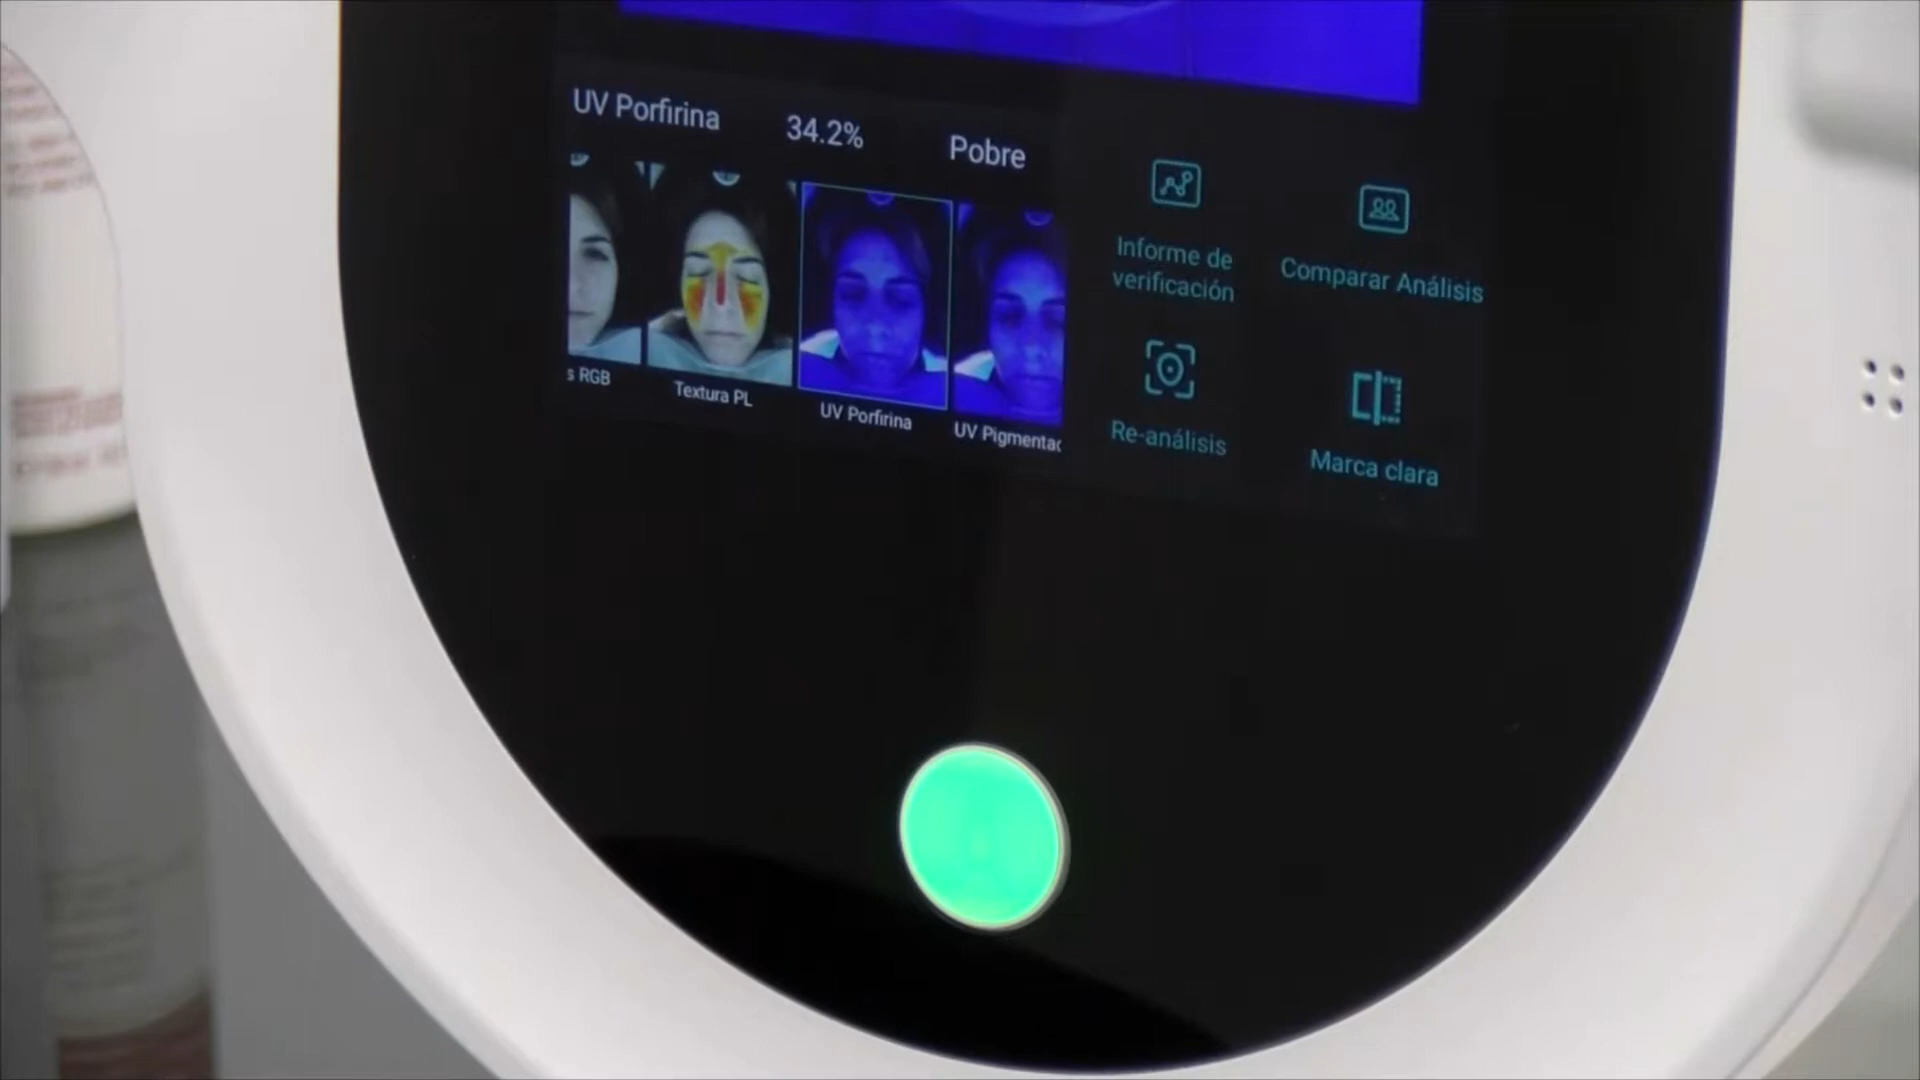 UV Porfirina 34.2% Pobre
s RGB
Textura PL
UV Porfirina
UV Pigmentac
Informe de
verificación
Comparar Análisis
Re-análisis
Marca clara